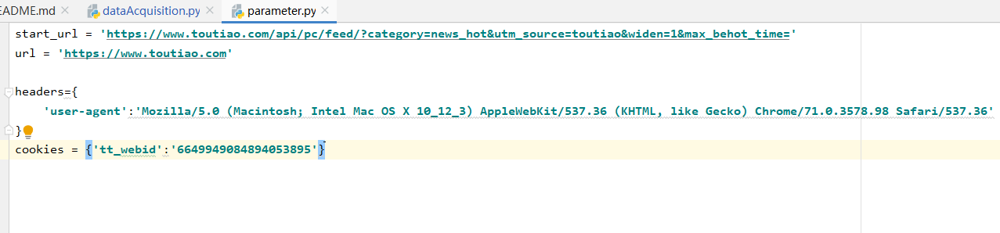 EADME.md dataAcquisition.py parameter.py
start_url = 'https://www.toutiao.com/api/pc/feed/?category=news_hot&utm_source=toutiao&widen=1&max_behot_time='
url = 'https://www.toutiao.com'
headers={
'user-agent':'Mozilla/5.0 (Macintosh; Intel Mac OS X 10_12_3) AppleWebKit/537.36 (KHTML, like Gecko) Chrome/71.0.3578.98 Safari/537.36'
}
cookies = {'tt_webid':'6649949084894053895'}